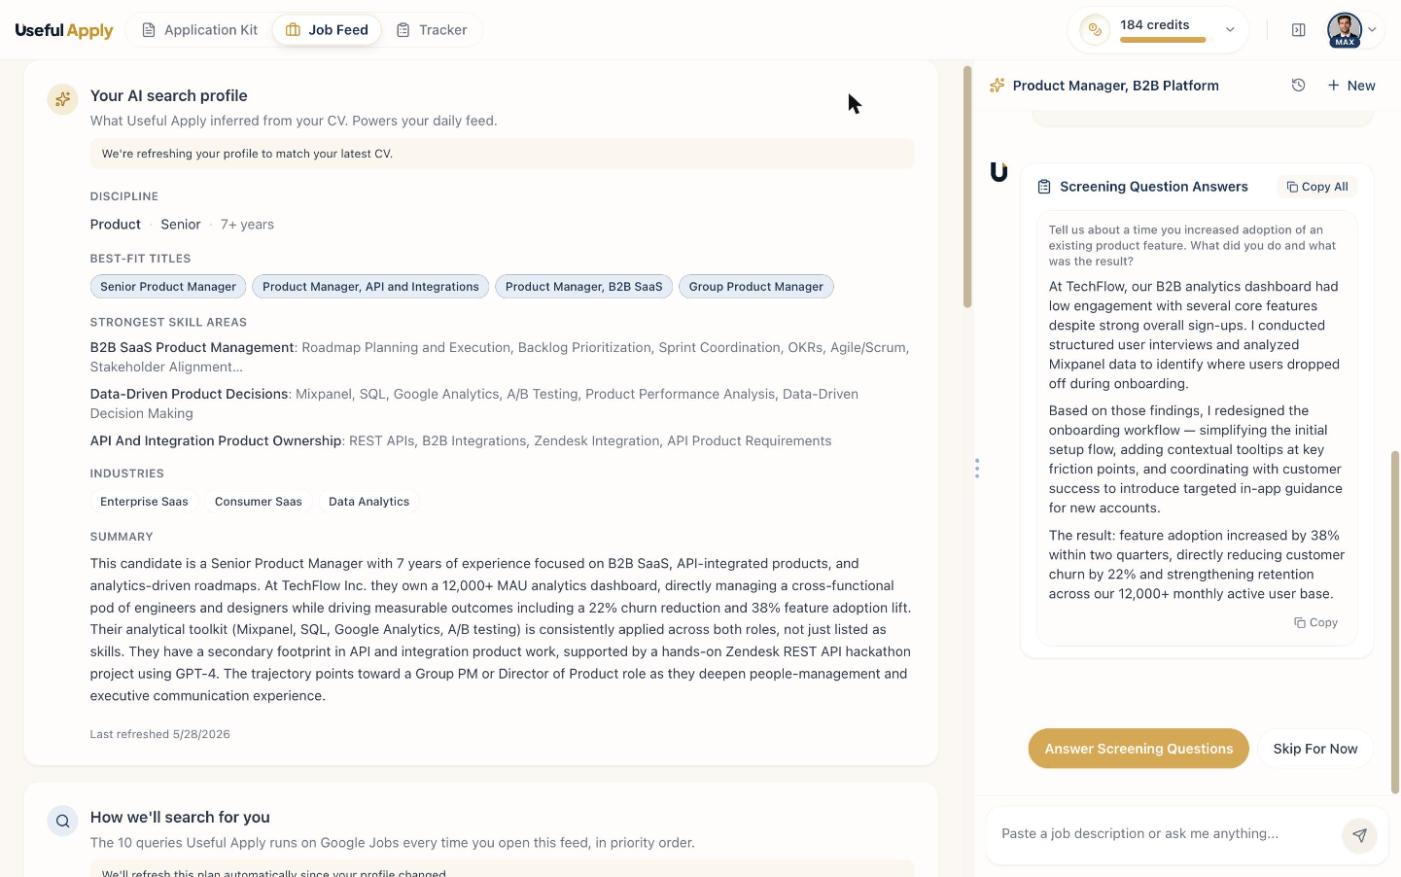 Useful Apply
Application Kit
Job Feed
Tracker
184 credits
MAX
Your AI search profile
What Useful Apply inferred from your CV. Powers your daily feed.
We're refreshing your profile to match your latest CV.
DISCIPLINE
Product · Senior · 7+ years
BEST-FIT TITLES
Senior Product Manager
Product Manager, API and Integrations
Product Manager, B2B SaaS
Group Product Manager
STRONGEST SKILL AREAS
B2B SaaS Product Management: Roadmap Planning and Execution, Backlog Prioritization, Sprint Coordination, OKRs, Agile/Scrum,
Stakeholder Alignment...
Data-Driven Product Decisions: Mixpanel, SQL, Google Analytics, A/B Testing, Product Performance Analysis, Data-Driven
Decision Making
API And Integration Product Ownership: REST APIs, B2B Integrations, Zendesk Integration, API Product Requirements
INDUSTRIES
Enterprise Saas
Consumer Saas
Data Analytics
SUMMARY
This candidate is a Senior Product Manager with 7 years of experience focused on B2B SaaS, API-integrated products, and
analytics-driven roadmaps. At TechFlow Inc. they own a 12,000+ MAU analytics dashboard, directly managing a cross-functional
pod of engineers and designers while driving measurable outcomes including a 22% churn reduction and 38% feature adoption lift.
Their analytical toolkit (Mixpanel, SQL, Google Analytics, A/B testing) is consistently applied across both roles, not just listed as
skills. They have a secondary footprint in API and integration product work, supported by a hands-on Zendesk REST API hackathon
project using GPT-4. The trajectory points toward a Group PM or Director of Product role as they deepen people-management and
executive communication experience.
Last refreshed 5/28/2026
How we'll search for you
The 10 queries Useful Apply runs on Google Jobs every time you open this feed, in priority order.
We'll refresh this plan automatically since your profile changed
Product Manager, B2B Platform
New
U
Screening Question Answers
Copy All
Tell us about a time you increased adoption of an
existing product feature. What did you do and what
was the result?
At TechFlow, our B2B analytics dashboard had
low engagement with several core features
despite strong overall sign-ups. I conducted
structured user interviews and analyzed
Mixpanel data to identify where users dropped
off during onboarding.
Based on those findings, I redesigned the
onboarding workflow — simplifying the initial
setup flow, adding contextual tooltips at key
friction points, and coordinating with customer
success to introduce targeted in-app guidance
for new accounts.
The result: feature adoption increased by 38%
within two quarters, directly reducing customer
churn by 22% and strengthening retention
across our 12,000+ monthly active user base.
Copy
Answer Screening Questions
Skip For Now
Paste a job description or ask me anything...